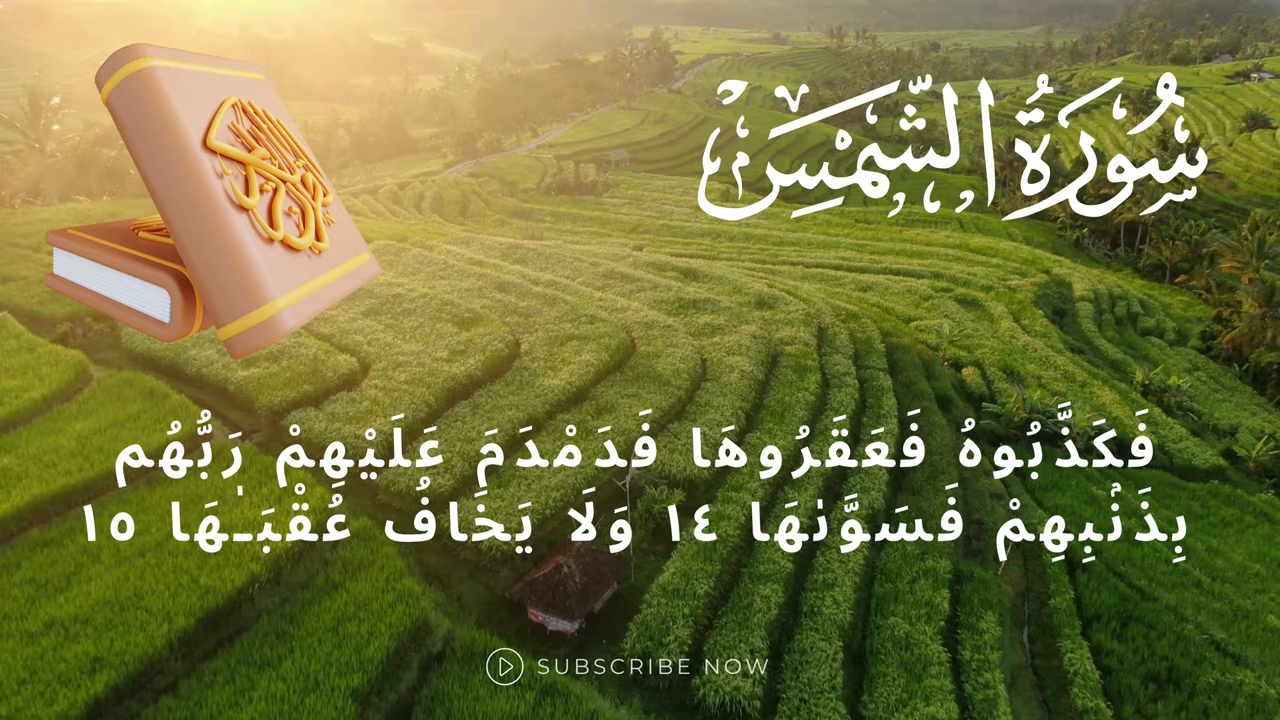 سُورَةُ الشَّمْسِ
فَكَذَّبُوهُ فَعَقَرُوهَا فَدَمْدَمَ عَلَيْهِمْ رَبُّهُم
بِذَنۢبِهِمْ فَسَوَّىٰهَا ١٤ وَلَا يَخَافُ عُقْبَـٰهَا ١٥
SUBSCRIBE NOW